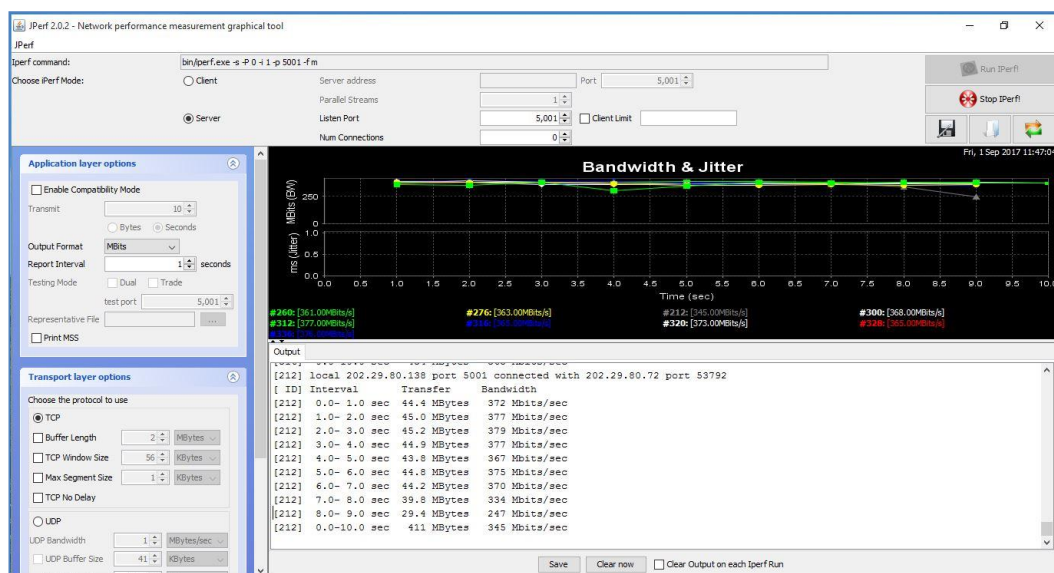 JPerf 2.0.2 - Network performance measurement graphical tool
JPerf
Iperf command: bin/iperf.exe -s -P 0 -i 1 -p 5001 -f m
Choose iPerf Mode: Client Server address Port 5,001
Parallel Streams 1
Server Listen Port 5,001 Client Limit
Num Connections 0
Run IPerf!
Stop IPerf!
Application layer options
Enable Compatibility Mode
Transmit 10
Bytes Seconds
Output Format MBits
Report Interval 1 seconds
Testing Mode Dual Trade
test port 5,001
Representative File ...
Print MSS
Transport layer options
Choose the protocol to use
TCP
Buffer Length 2 MBytes
TCP Window Size 56 KBytes
Max Segment Size 1 KBytes
TCP No Delay
UDP
UDP Bandwidth 1 MBytes/sec
UDP Buffer Size 41 KBytes
Fri, 1 Sep 2017 11:47:04
Bandwidth & Jitter
MBits (BW)
250
0
ms (Jitter)
1.0
0.5
0.0
0.0 0.5 1.0 1.5 2.0 2.5 3.0 3.5 4.0 4.5 5.0 5.5 6.0 6.5 7.0 7.5 8.0 8.5 9.0 9.5 10.0
Time (sec)
#260: [361.00MBits/s] #276: [363.00MBits/s] #212: [345.00MBits/s] #300: [368.00MBits/s]
#312: [377.00MBits/s] #320: [373.00MBits/s] #328: [365.00MBits/s]
Output
[212] local 202.29.80.138 port 5001 connected with 202.29.80.72 port 53792
[ ID] Interval Transfer Bandwidth
[212] 0.0- 1.0 sec 44.4 MBytes 372 Mbits/sec
[212] 1.0- 2.0 sec 45.0 MBytes 377 Mbits/sec
[212] 2.0- 3.0 sec 45.2 MBytes 379 Mbits/sec
[212] 3.0- 4.0 sec 44.9 MBytes 377 Mbits/sec
[212] 4.0- 5.0 sec 43.8 MBytes 367 Mbits/sec
[212] 5.0- 6.0 sec 44.8 MBytes 375 Mbits/sec
[212] 6.0- 7.0 sec 44.2 MBytes 370 Mbits/sec
[212] 7.0- 8.0 sec 39.8 MBytes 334 Mbits/sec
[212] 8.0- 9.0 sec 29.4 MBytes 247 Mbits/sec
[212] 0.0-10.0 sec 411 MBytes 345 Mbits/sec
Save Clear now Clear Output on each Iperf Run